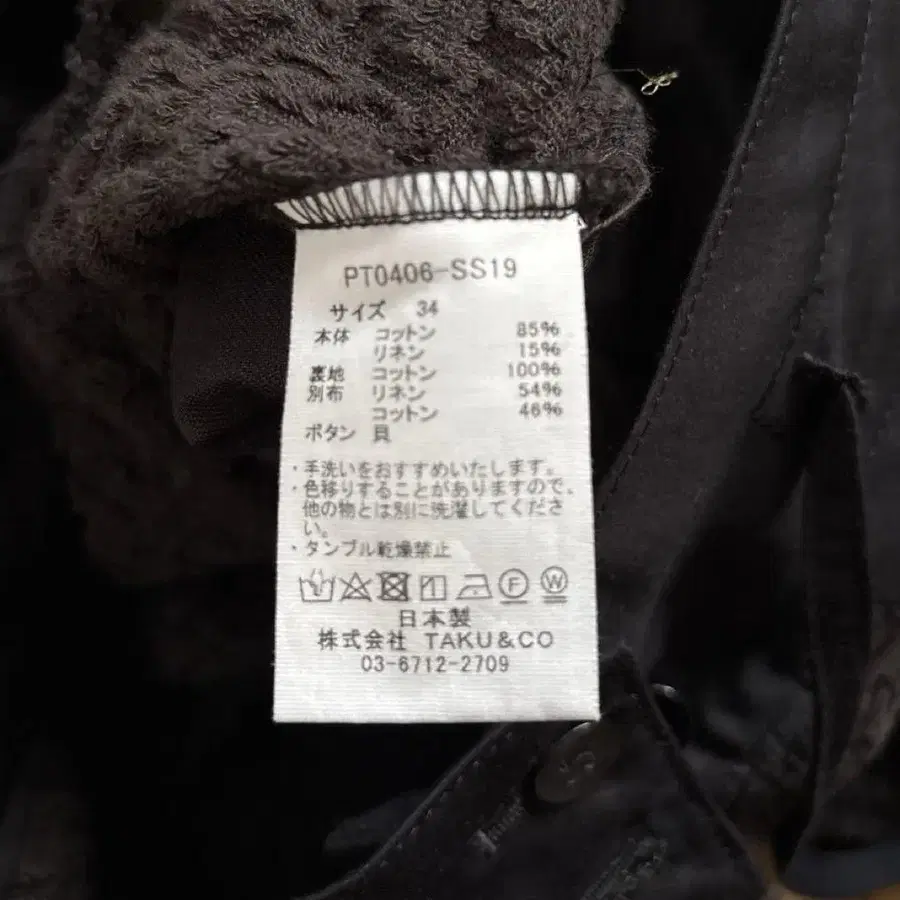 PT0406-SS19
サイズ 34
本体 コットン 85%
リネン 15%
裏地 コットン 100%
別布 リネン 54%
コットン 46%
ボタン 貝
・手洗いをおすすめいたします。
・色移りすることがありますので、
他の物とは別に洗濯してくださ
い。
・タンブル乾燥禁止
F W
日本製
株式会社 TAKU&CO
03-6712-2709